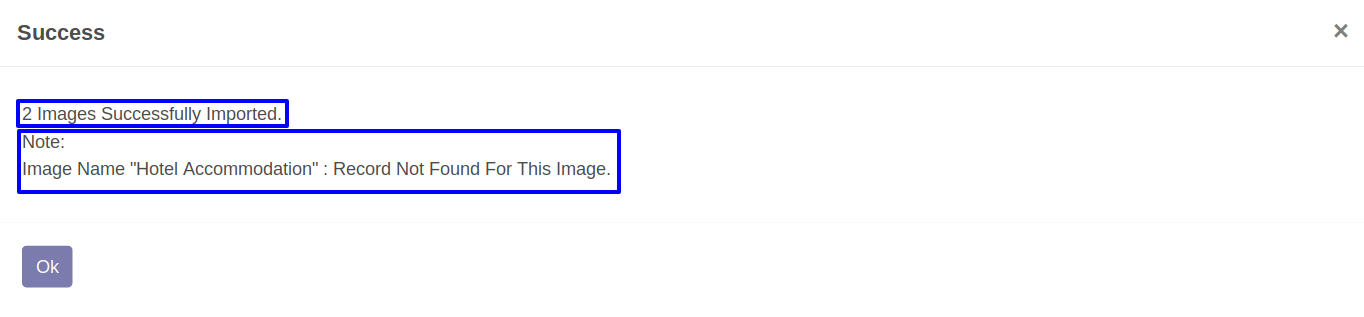 Success
×
2 Images Successfully Imported.
Note:
Image Name "Hotel Accommodation" : Record Not Found For This Image.
Ok